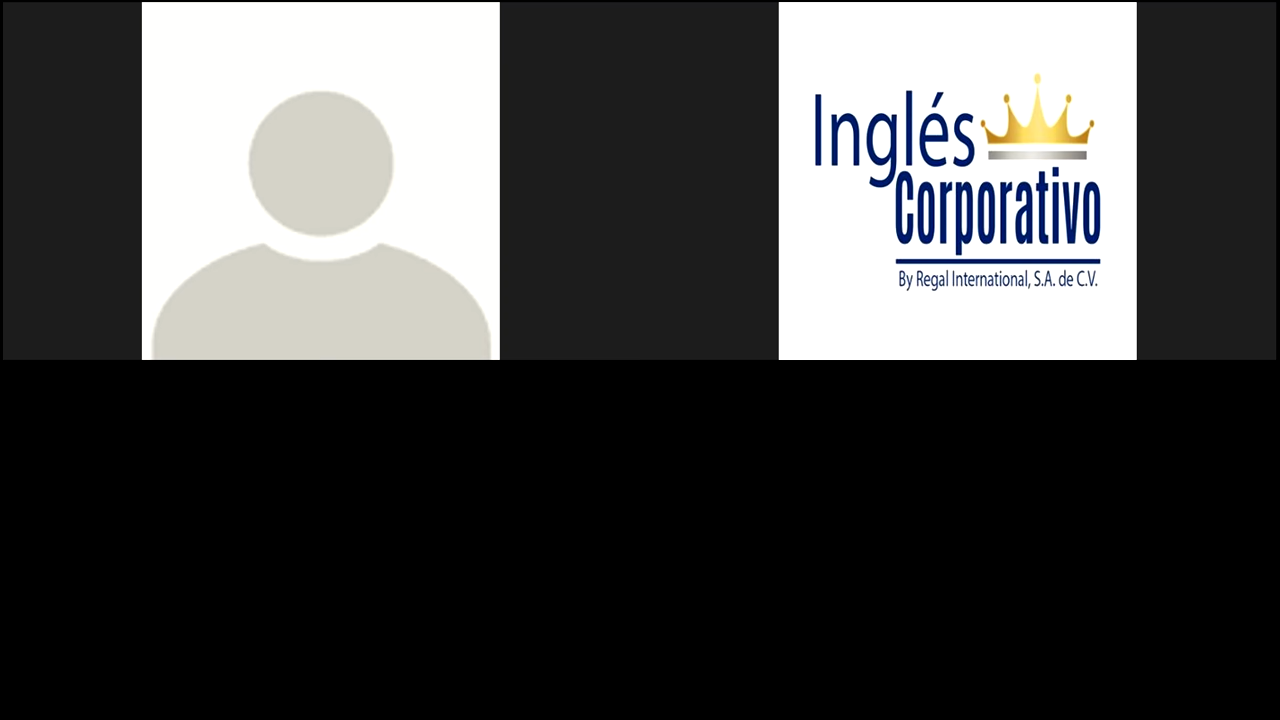 Inglés
Corporativo
By Regal International, S.A. de C.V.